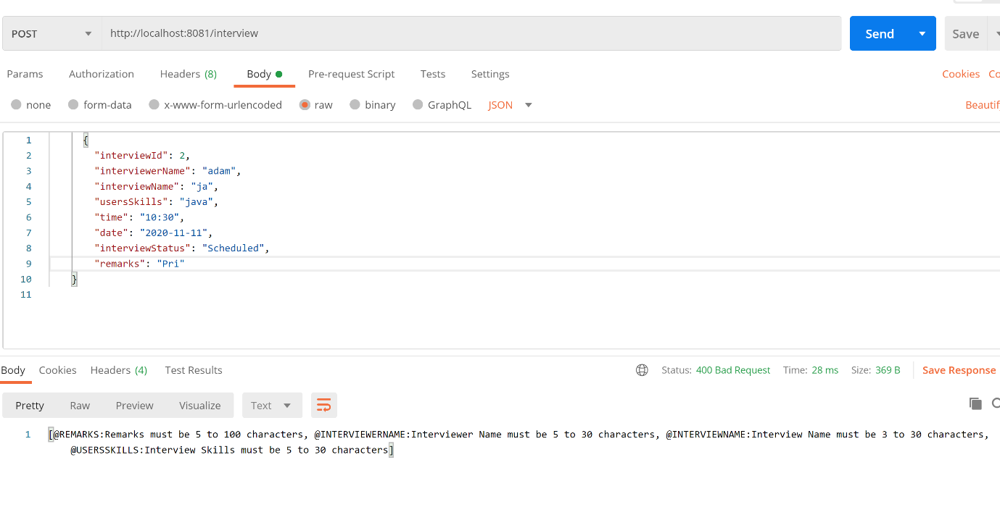 POST http://localhost:8081/interview Send Save
Params Authorization Headers (8) Body Pre-request Script Tests Settings Cookies Co
none form-data x-www-form-urlencoded raw binary GraphQL JSON Beautif
1 {
2 "interviewId": 2,
3 "interviewerName": "adam",
4 "interviewName": "ja",
5 "usersSkills": "java",
6 "time": "10:30",
7 "date": "2020-11-11",
8 "interviewStatus": "Scheduled",
9 "remarks": "Pri"
10 }
11
Body Cookies Headers (4) Test Results Status: 400 Bad Request Time: 28 ms Size: 369 B Save Response
Pretty Raw Preview Visualize Text
1 [@REMARKS:Remarks must be 5 to 100 characters, @INTERVIEWERNAME:Interviewer Name must be 5 to 30 characters, @INTERVIEWNAME:Interview Name must be 3 to 30 characters,
@USERSSKILLS:Interview Skills must be 5 to 30 characters]